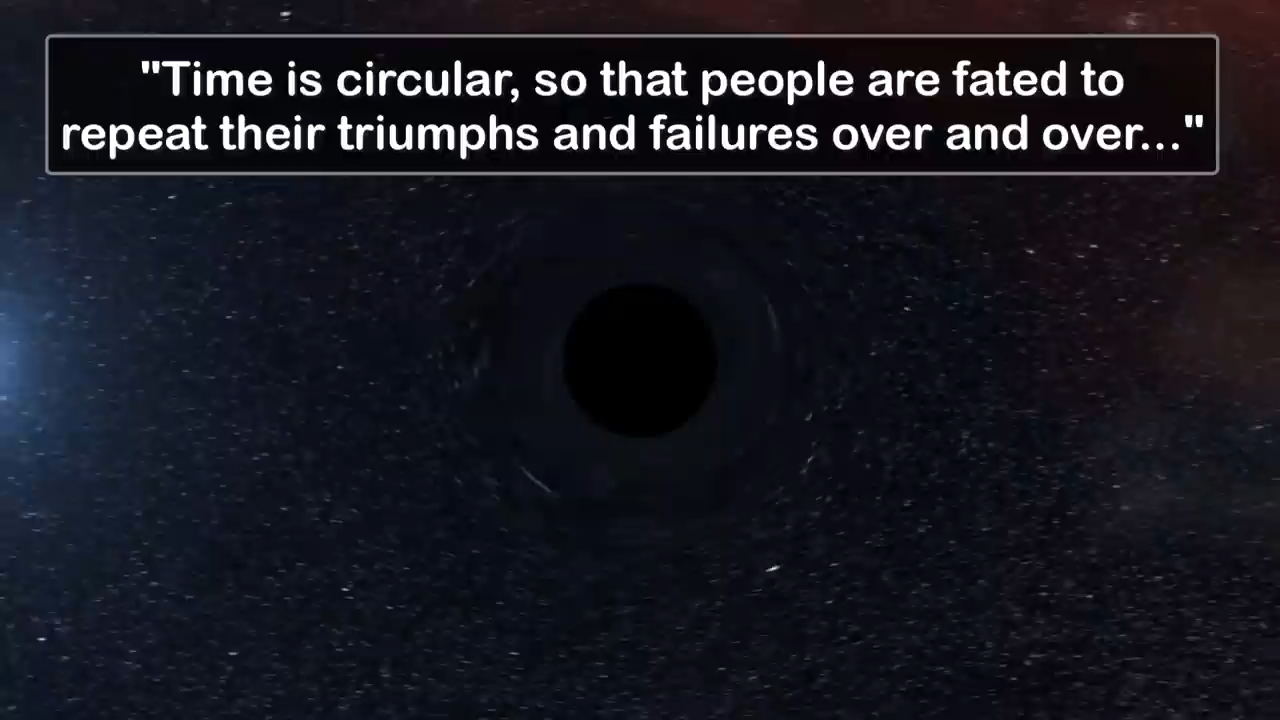 "Time is circular, so that people are fated to
repeat their triumphs and failures over and over..."